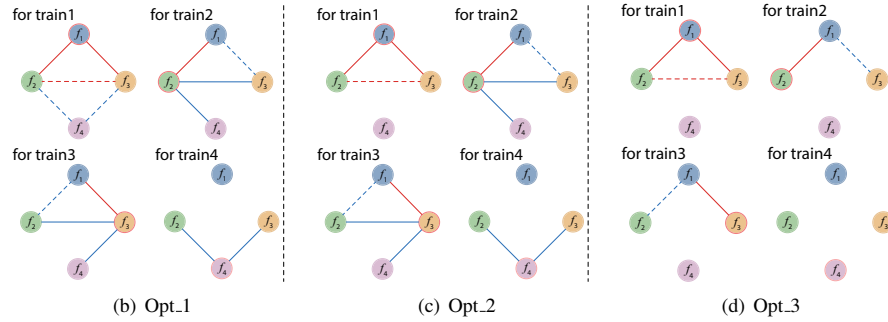 for train1 for train2 for train1 for train2 for train1 for train2
f1 f1 f1 f1 f1 f1
f2 f3 f2 f3 f2 f3 f2 f3 f2 f3 f2 f3
f4 f4 f4 f4 f4 f4
for train3 for train4 for train3 for train4 for train3 for train4
f1 f1 f1 f1 f1 f1
f2 f3 f2 f3 f2 f3 f2 f3 f2 f3 f2 f3
f4 f4 f4 f4 f4 f4
(b) Opt_1 (c) Opt_2 (d) Opt_3